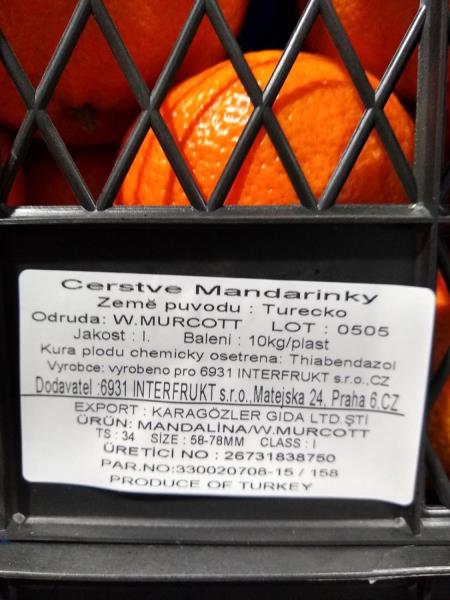 Cerstve Mandarinky
Země puvodu : Turecko
Odruda: W.MURCOTT LOT : 0505
Jakost : I. Baleni : 10kg/plast
Kura plodu chemicky osetrena: Thiabendazol
Vyrobce: vyrobeno pro 6931 INTERFRUKT s.r.o.,CZ
Dodavatel :6931 INTERFRUKT s.r.o.,Matejska 24, Praha 6,CZ
EXPORT : KARAGÖZLER GIDA LTD.ŞTİ
ÜRÜN: MANDALİNA/W.MURCOTT
TS : 34 SİZE : 58-78MM CLASS : I
ÜRETİCİ NO : 26731838750
PAR.NO:330020708-15 / 158
PRODUCE OF TURKEY